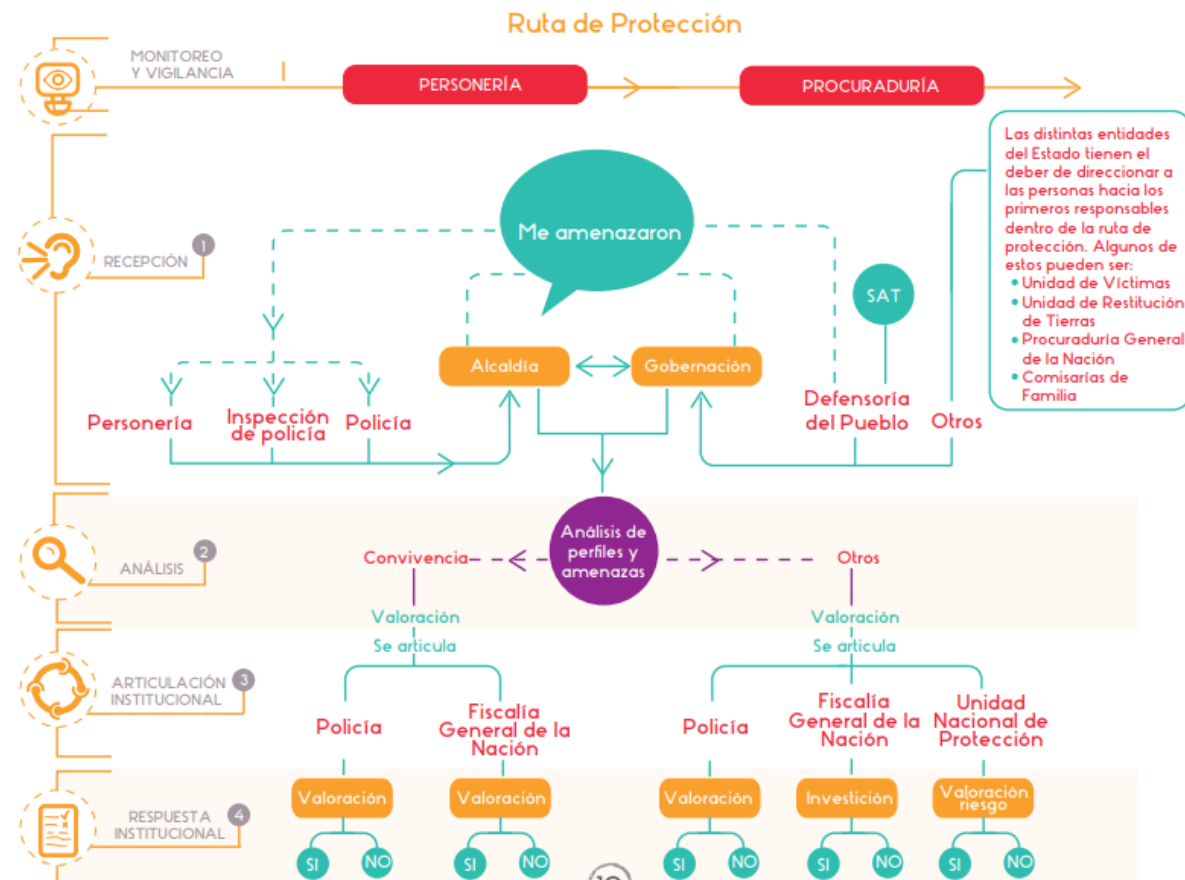 Ruta de Protección
MONITOREO
Y VIGILANCIA
PERSONERÍA
PROCURADURÍA
Las distintas entidades
del Estado tienen el
deber de direccionar a
las personas hacia los
primeros responsables
dentro de la ruta de
protección. Algunos de
estos pueden ser:
• Unidad de Víctimas
• Unidad de Restitución
de Tierras
• Procuraduría General
de la Nación
• Comisarías de
Familia
Me amenazaron
RECEPCIÓN
1
SAT
Alcaldía
Gobernación
Personería
Inspección
de policía
Policía
Defensoría
del Pueblo
Otros
ANÁLISIS
2
Análisis de
perfiles y
amenazas
Convivencia
Otros
Valoración
Valoración
Se articula
Se articula
ARTICULACIÓN
INSTITUCIONAL
3
Policía
Fiscalía
General de la
Nación
Policía
Fiscalía
General de la
Nación
Unidad
Nacional de
Protección
RESPUESTA
INSTITUCIONAL
4
Valoración
Valoración
Valoración
Investición
Valoración
riesgo
SI
NO
SI
NO
SI
NO
SI
NO
SI
NO